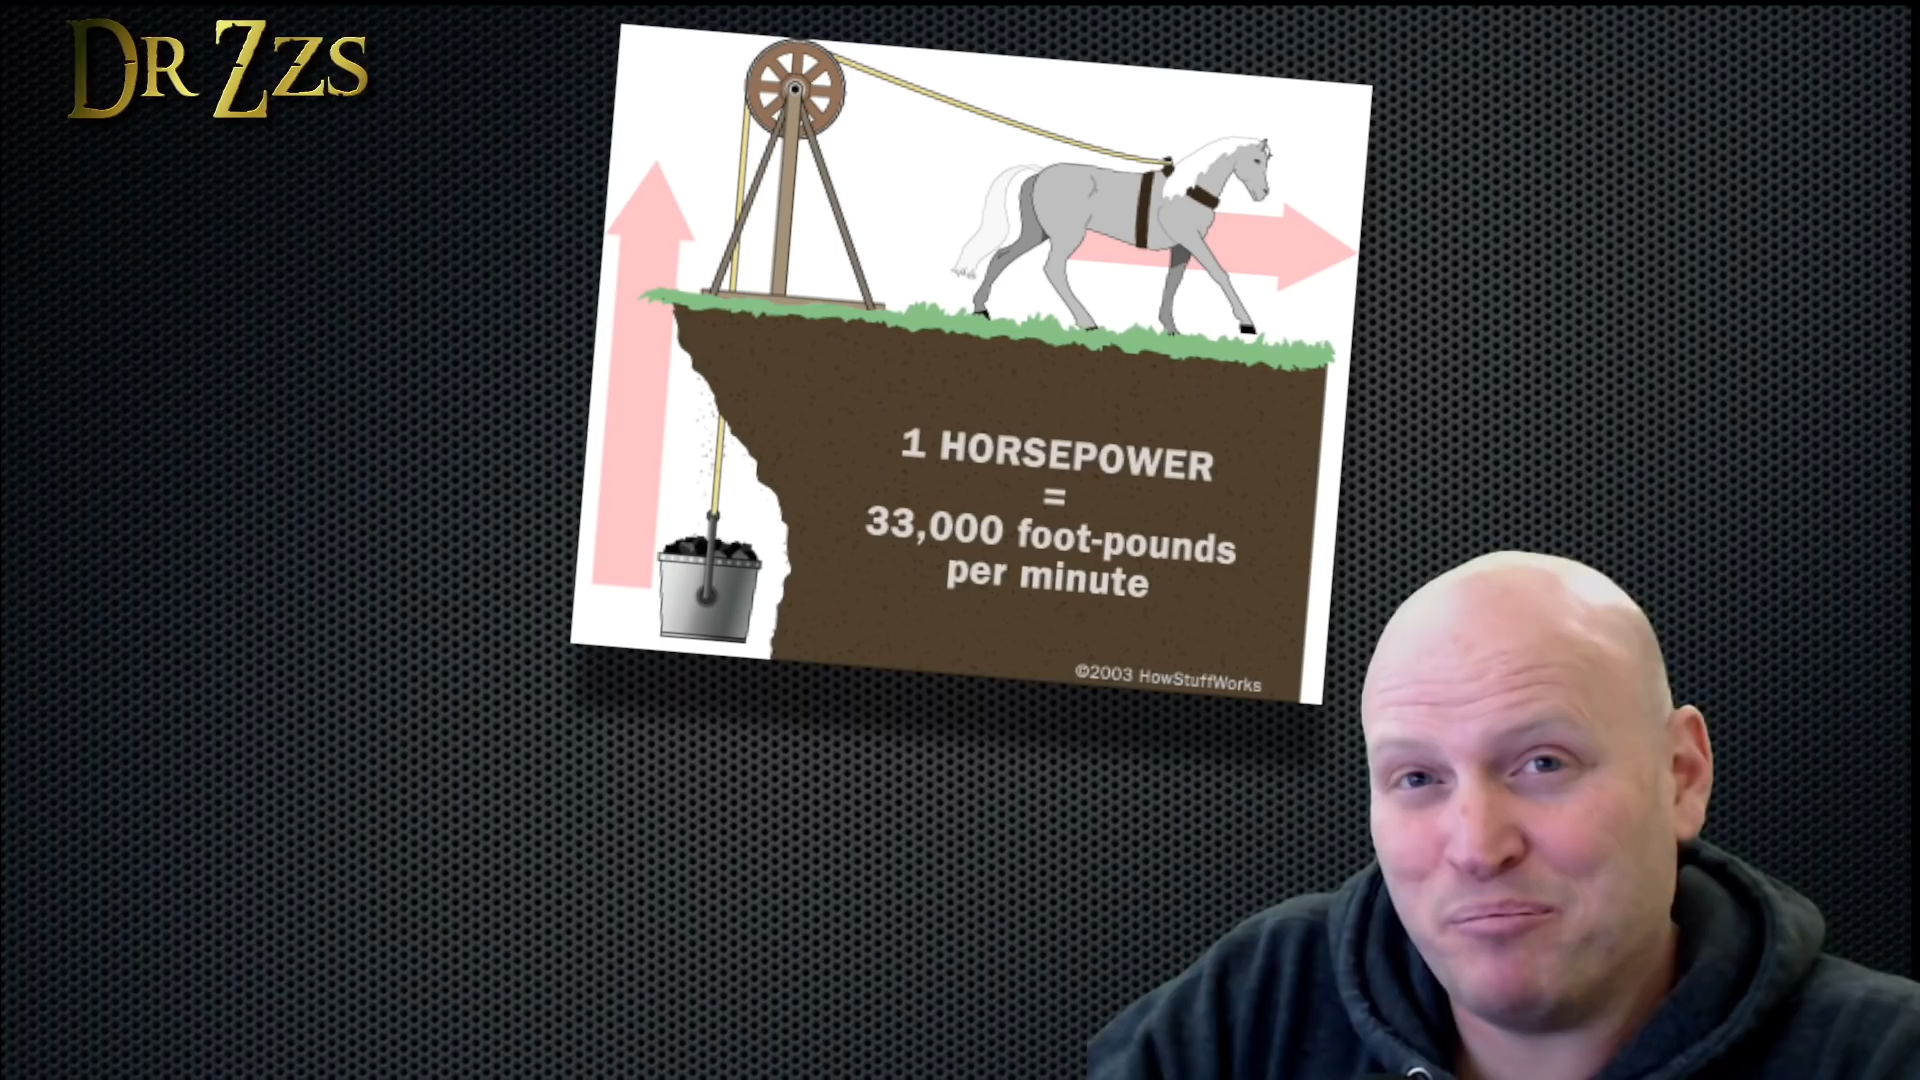 DR ZZS
1 HORSEPOWER
=
33,000 foot-pounds
per minute
©2003 HowStuffWorks